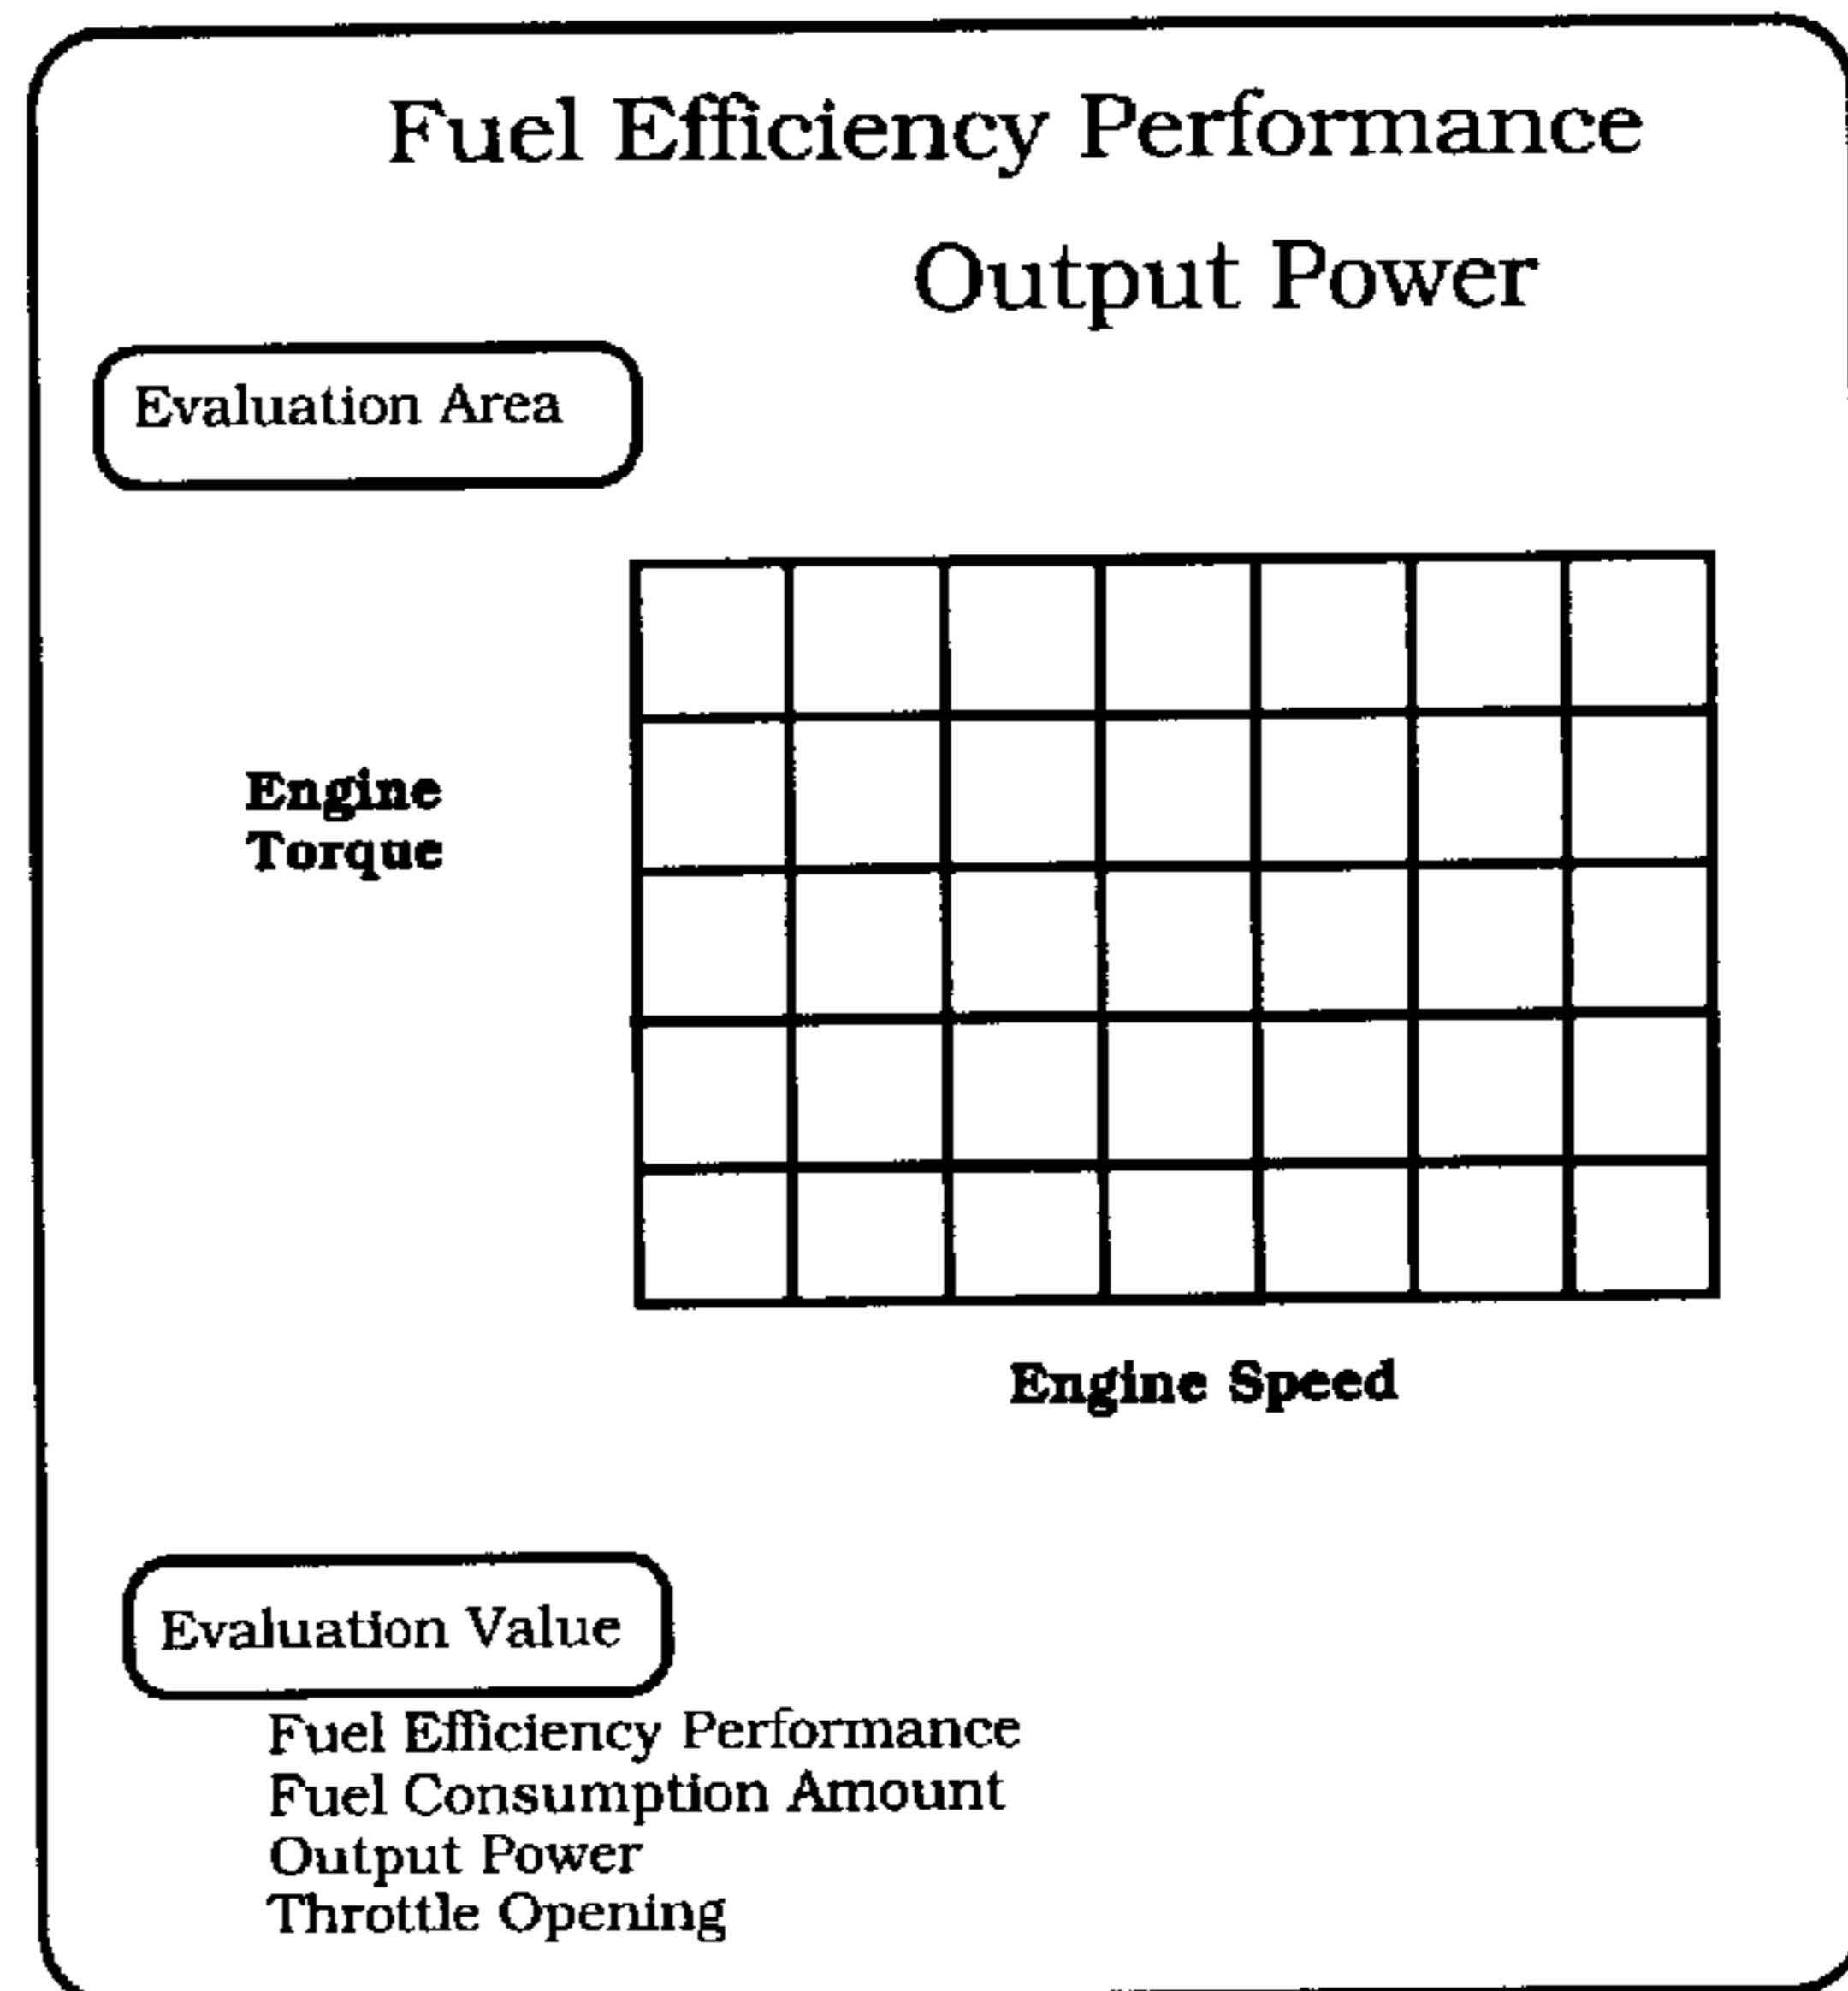 Fuel Efficiency Performance
Output Power
Evaluation Area
Engine
Torque
Engine Speed
Evaluation Value
Fuel Efficiency Performance
Fuel Consumption Amount
Output Power
Throttle Opening